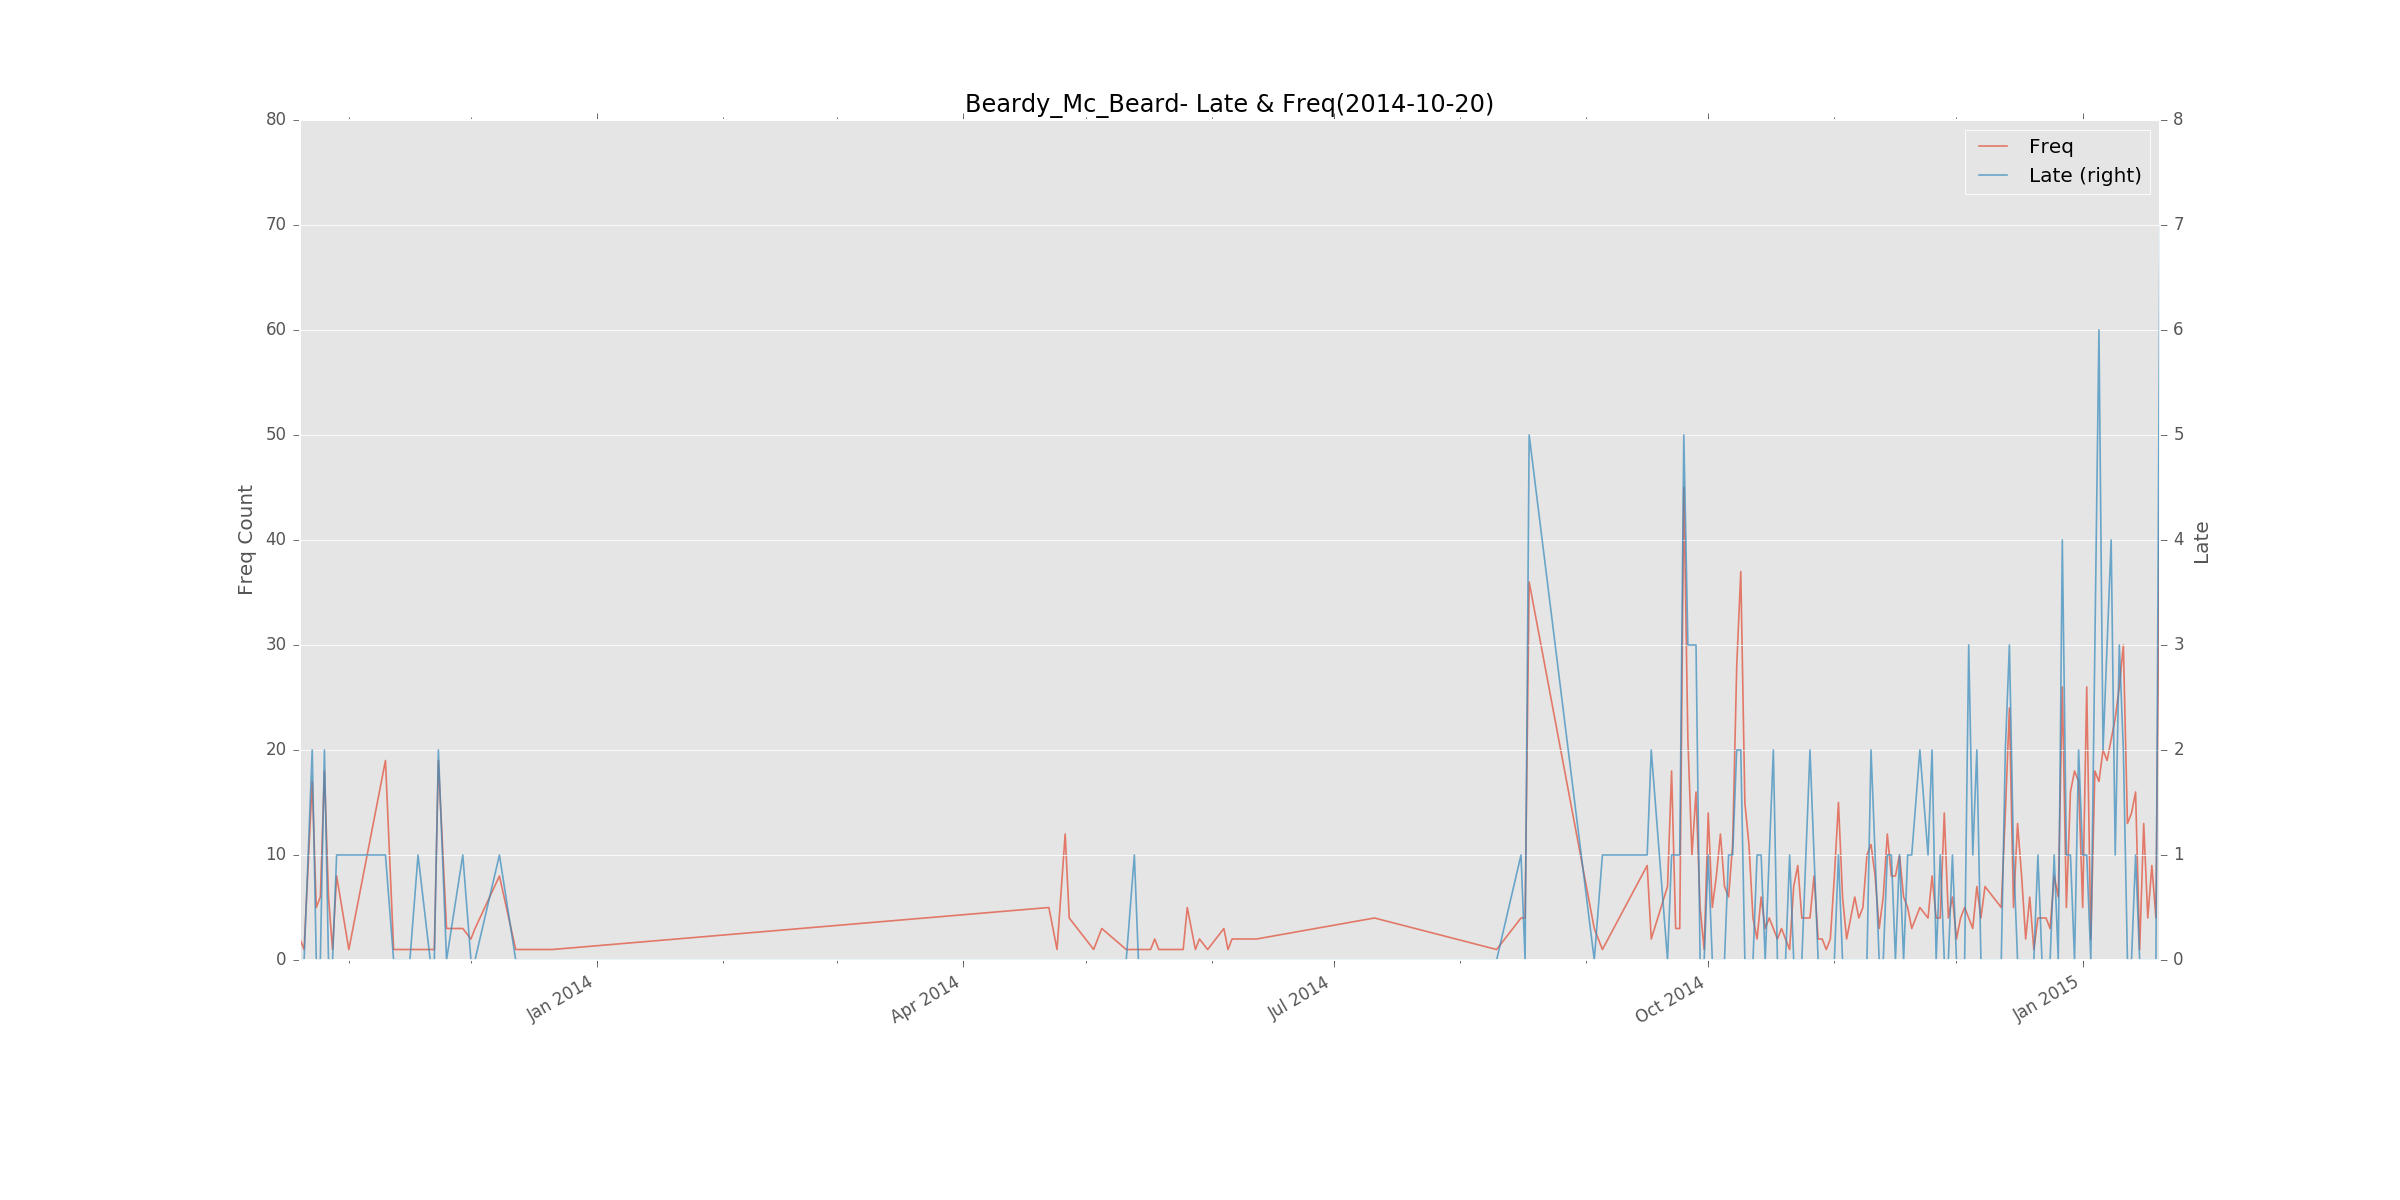 Beardy_Mc_Beard- Late & Freq(2014-10-20)
Freq
Late (right)
80
70
60
50
40
30
20
10
0
Freq Count
8
7
6
5
4
3
2
1
0
Late
Jan 2014
Apr 2014
Jul 2014
Oct 2014
Jan 2015